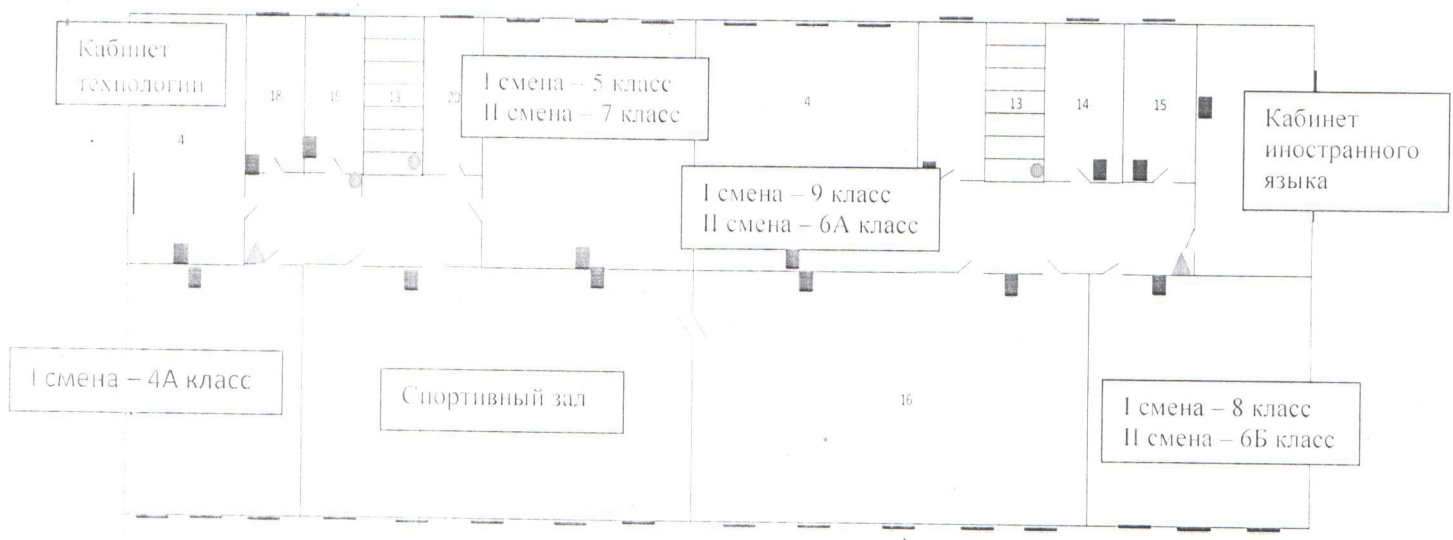 Кабинет
технологии
I смена – 5 класс
II смена – 7 класс
18
19
13
20
4
4
13
14
15
Кабинет
иностранного
языка
I смена – 9 класс
II смена – 6А класс
I смена – 4А класс
Спортивный зал
16
I смена – 8 класс
II смена – 6Б класс